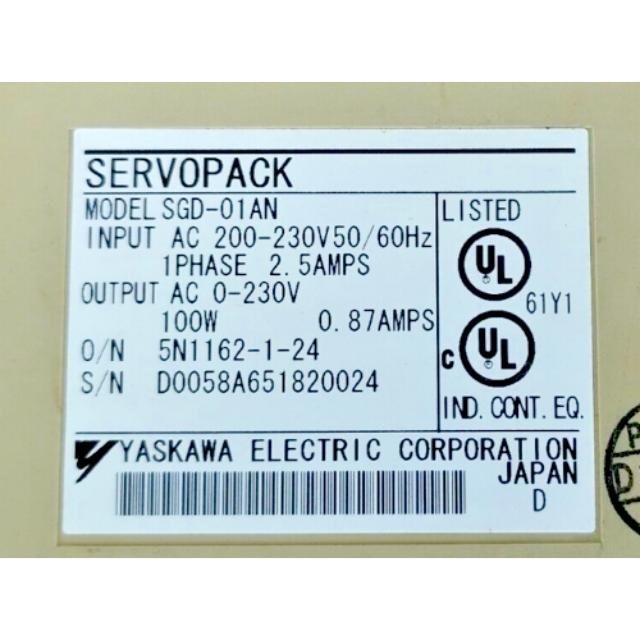 SERVOPACK
MODEL SGD-01AN
INPUT AC 200-230V50/60Hz
1PHASE 2.5AMPS
OUTPUT AC 0-230V
100W 0.87AMPS
O/N 5N1162-1-24
S/N D0058A651820024
LISTED
UL
61Y1
C UL
IND. CONT. EQ.
YASKAWA ELECTRIC CORPORATION
JAPAN
D
P
D